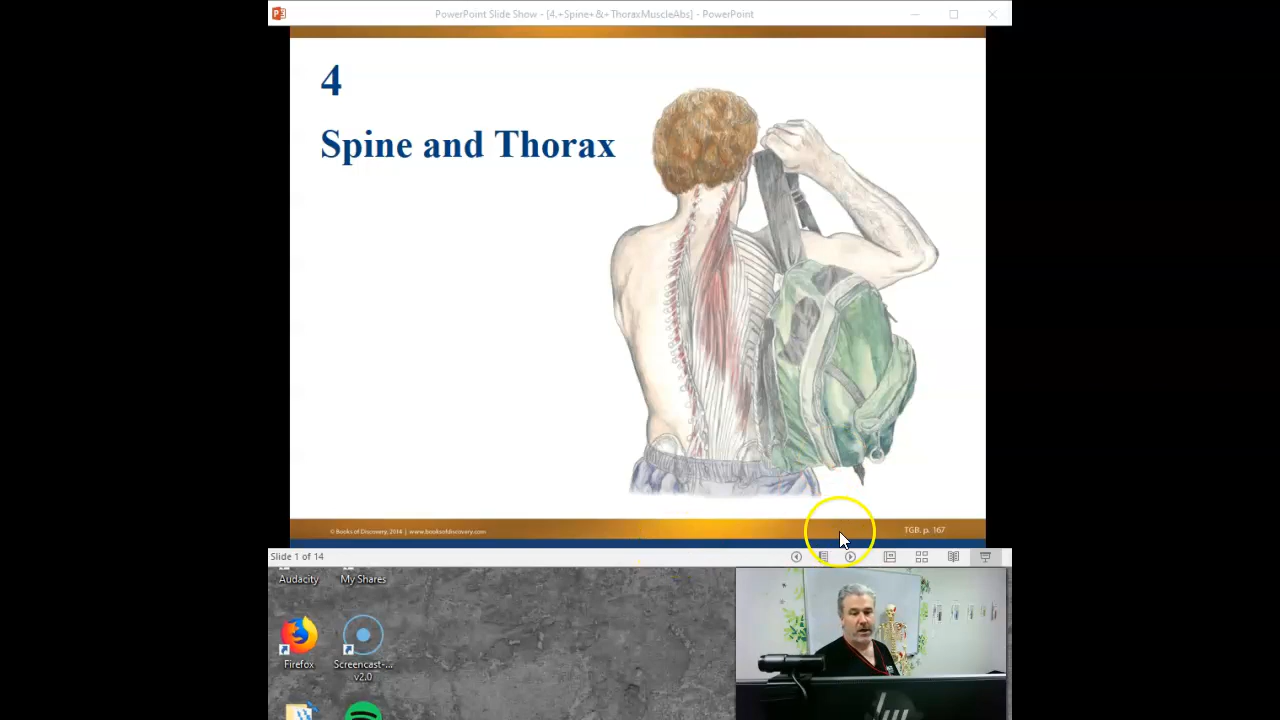 PowerPoint Slide Show - [4.+Spine+&+ThoraxMuscleAbs] - PowerPoint
4
Spine and Thorax
© Books of Discovery, 2014 | www.booksofdiscovery.com
TGB. p. 167
Slide 1 of 14
Audacity
My Shares
Firefox
Screencast-...
v2.0
hp